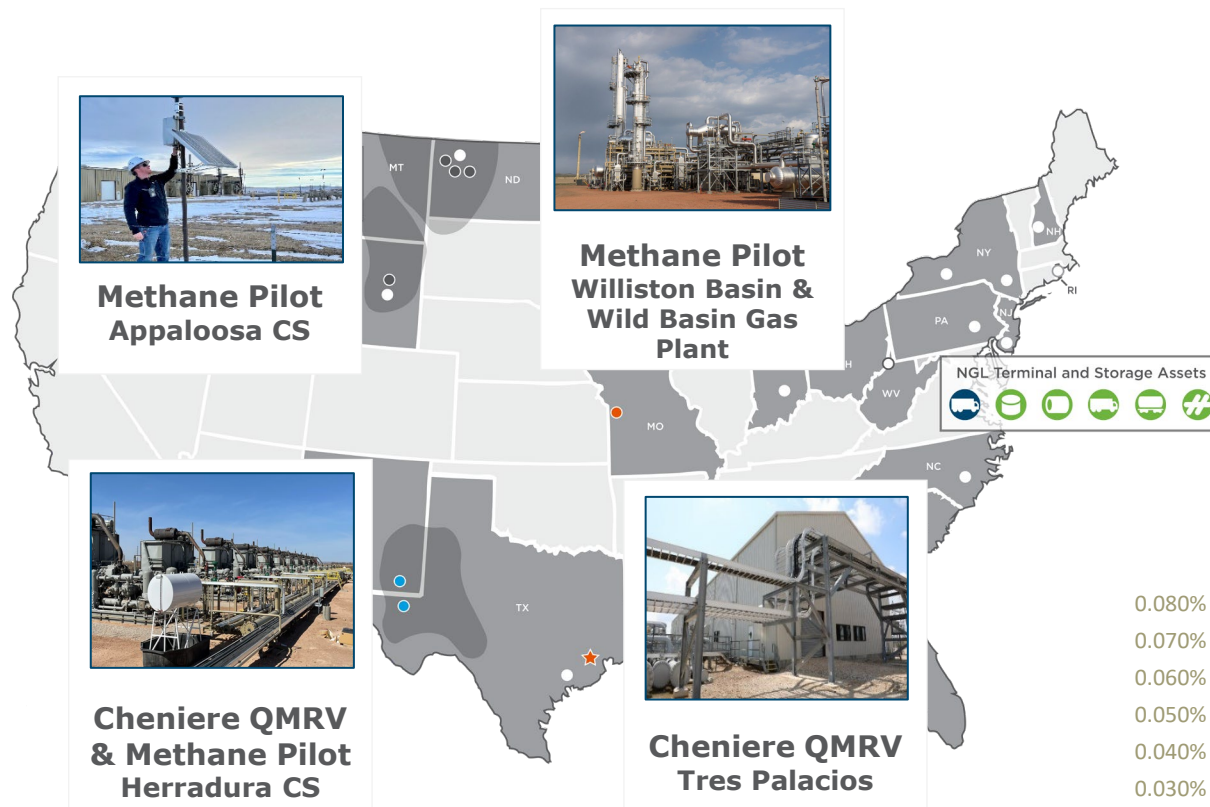 Methane Pilot
Appaloosa CS
Methane Pilot
Williston Basin &
Wild Basin Gas
Plant
MT
ND
NH
NY
RI
PA
NJ
H
WV
NGL Terminal and Storage Assets
MO
NC
TX
Cheniere QMRV
& Methane Pilot
Herradura CS
Cheniere QMRV
Tres Palacios
0.080%
0.070%
0.060%
0.050%
0.040%
0.030%